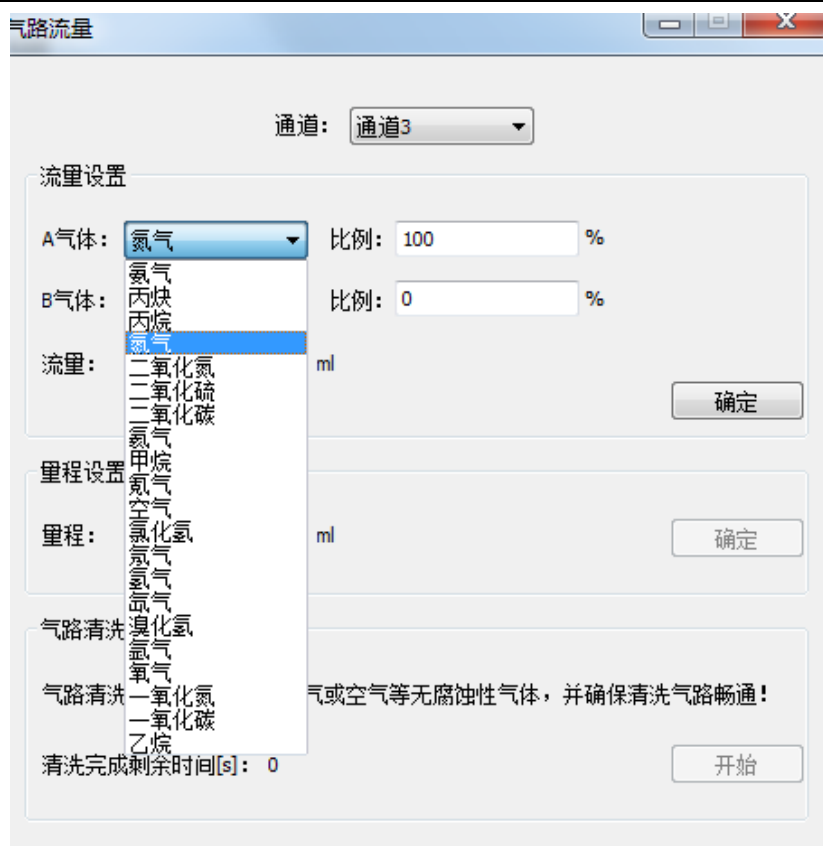 气路流量
通道： 通道3
流量设置
A气体： 氮气 比例： 100 %
氨气
B气体： 丙炔 比例： 0 %
丙烷
氮气
流量： 二氧化氮 ml
二氧化硫
二氧化碳 确定
氦气
甲烷
量程设置 氪气
空气
量程： 氯化氢 ml 确定
氖气
氢气
氙气
气路清洗 溴化氢
氩气
氧气
气路清洗 一氧化氮 气或空气等无腐蚀性气体，并确保清洗气路畅通！
一氧化碳
乙烷
清洗完成剩余时间[s]： 0 开始